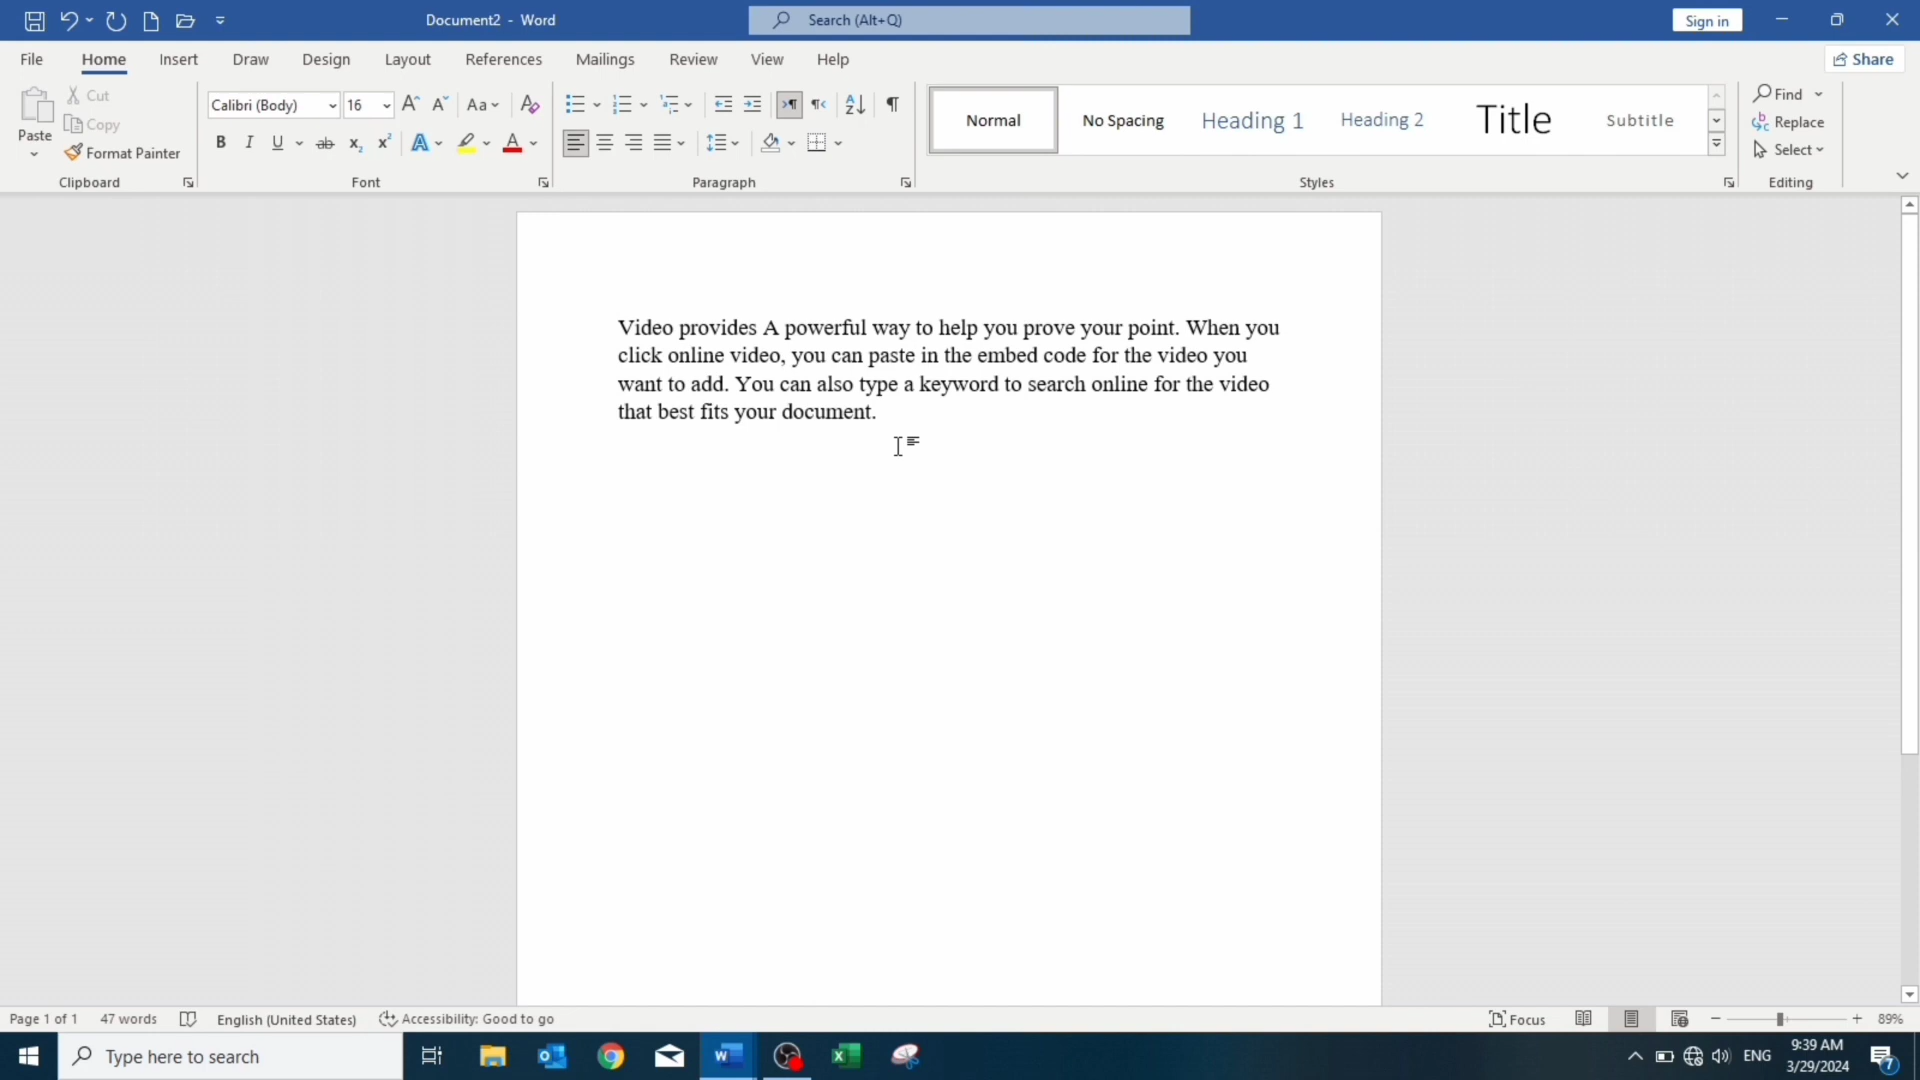 Document2 - Word
Search (Alt+Q)
Sign in
File Home Insert Draw Design Layout References Mailings Review View Help
Share
Paste
Cut
Copy
Format Painter
Clipboard
Calibri (Body) 16
Font
Paragraph
Normal No Spacing Heading 1 Heading 2 Title Subtitle
Styles
Find
Replace
Select
Editing
Video provides A powerful way to help you prove your point. When you
click online video, you can paste in the embed code for the video you
want to add. You can also type a keyword to search online for the video
that best fits your document.
Page 1 of 1 47 words English (United States) Accessibility: Good to go
Focus
89%
Type here to search
ENG
9:39 AM
3/29/2024
7